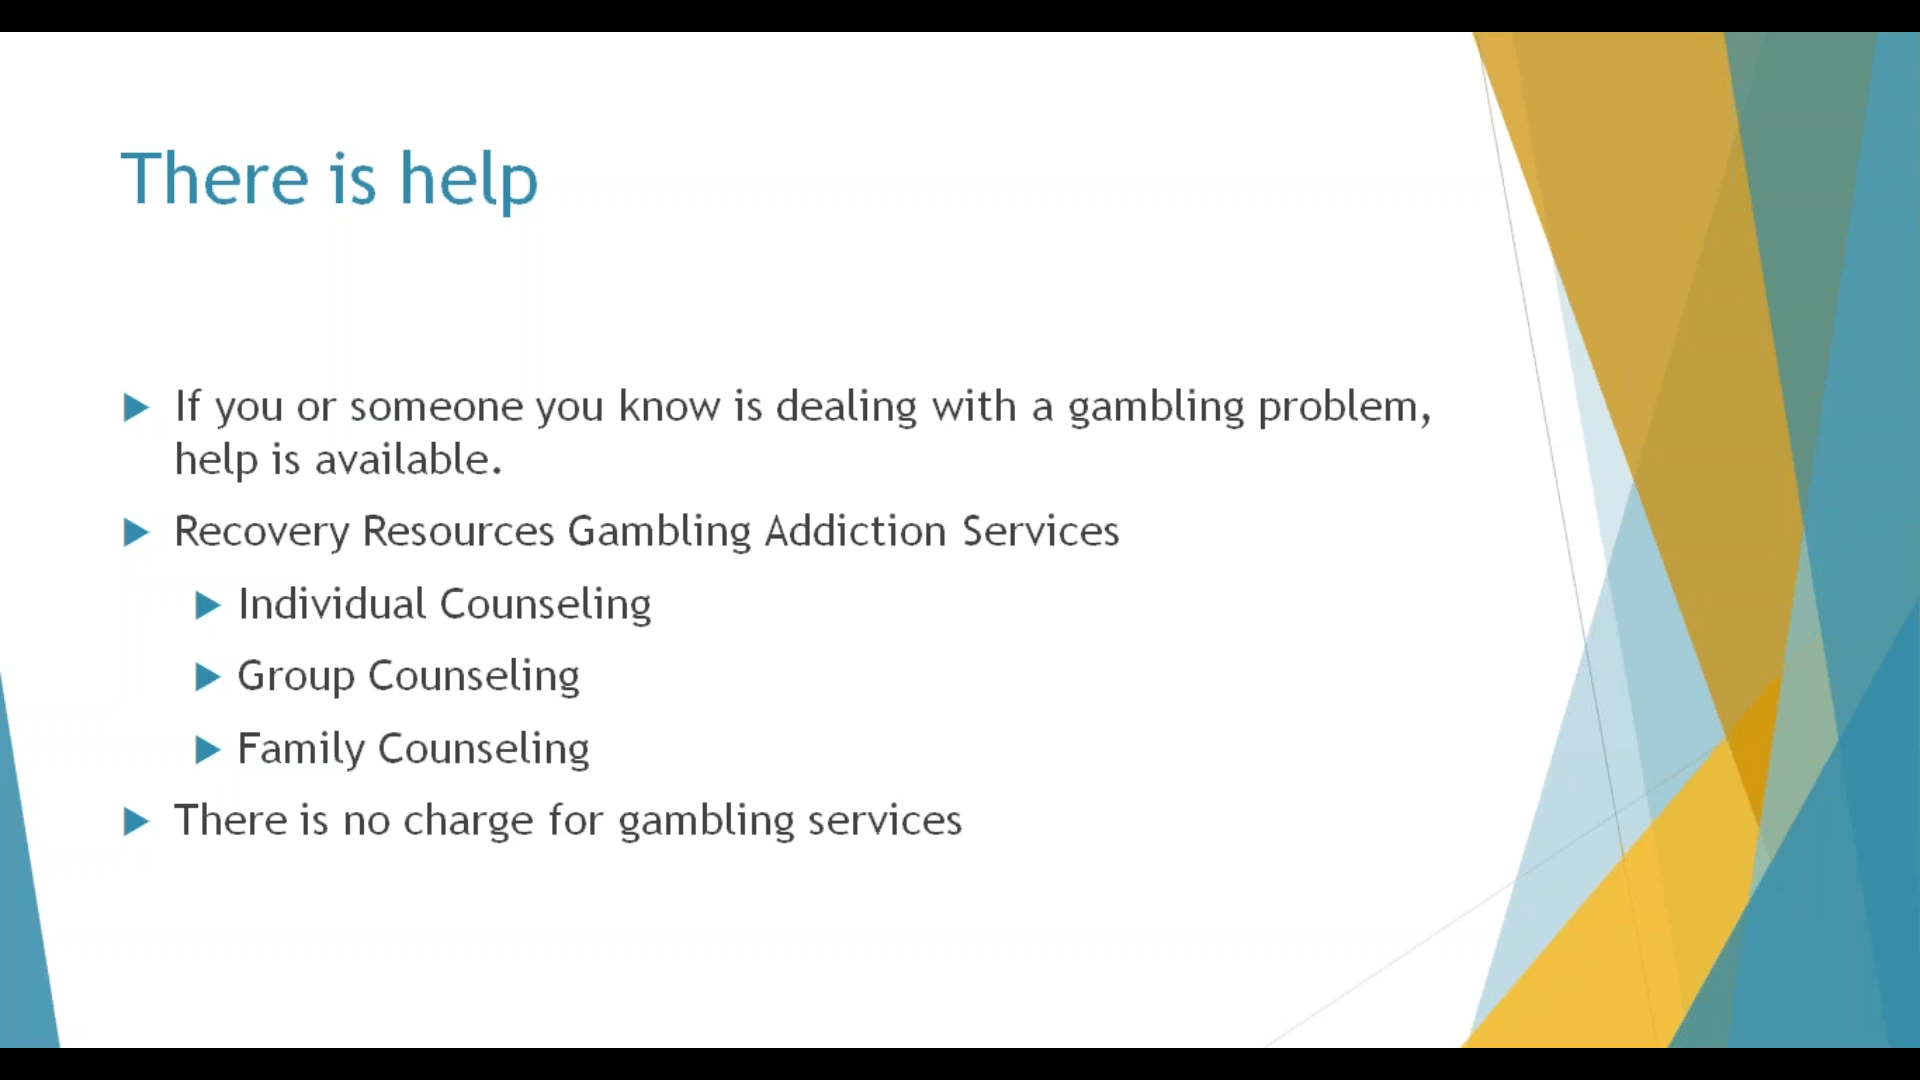 There is help
If you or someone you know is dealing with a gambling problem,
help is available.
Recovery Resources Gambling Addiction Services
Individual Counseling
Group Counseling
Family Counseling
There is no charge for gambling services